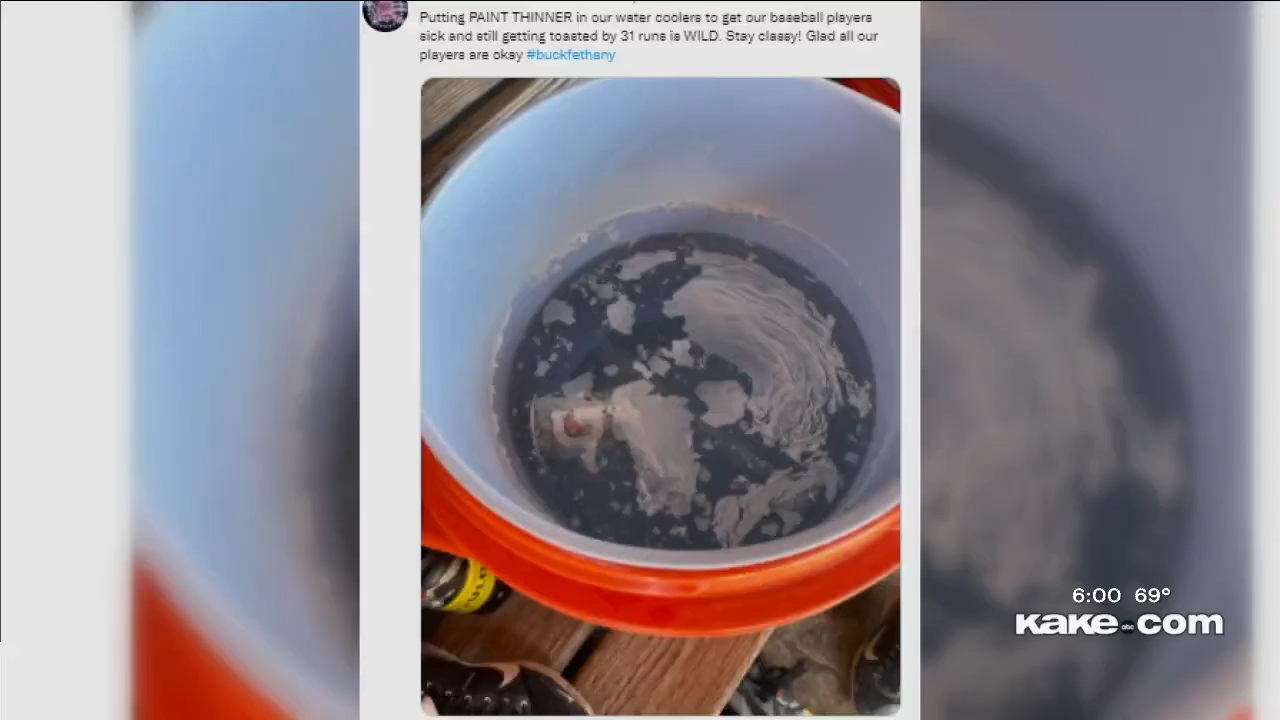 Putting PAINT THINNER in our water coolers to get our baseball players
sick and still getting toasted by 31 runs is WILD. Stay classy! Glad all our
players are okay #buckfethany
6:00 69°
KAKE abc .COM